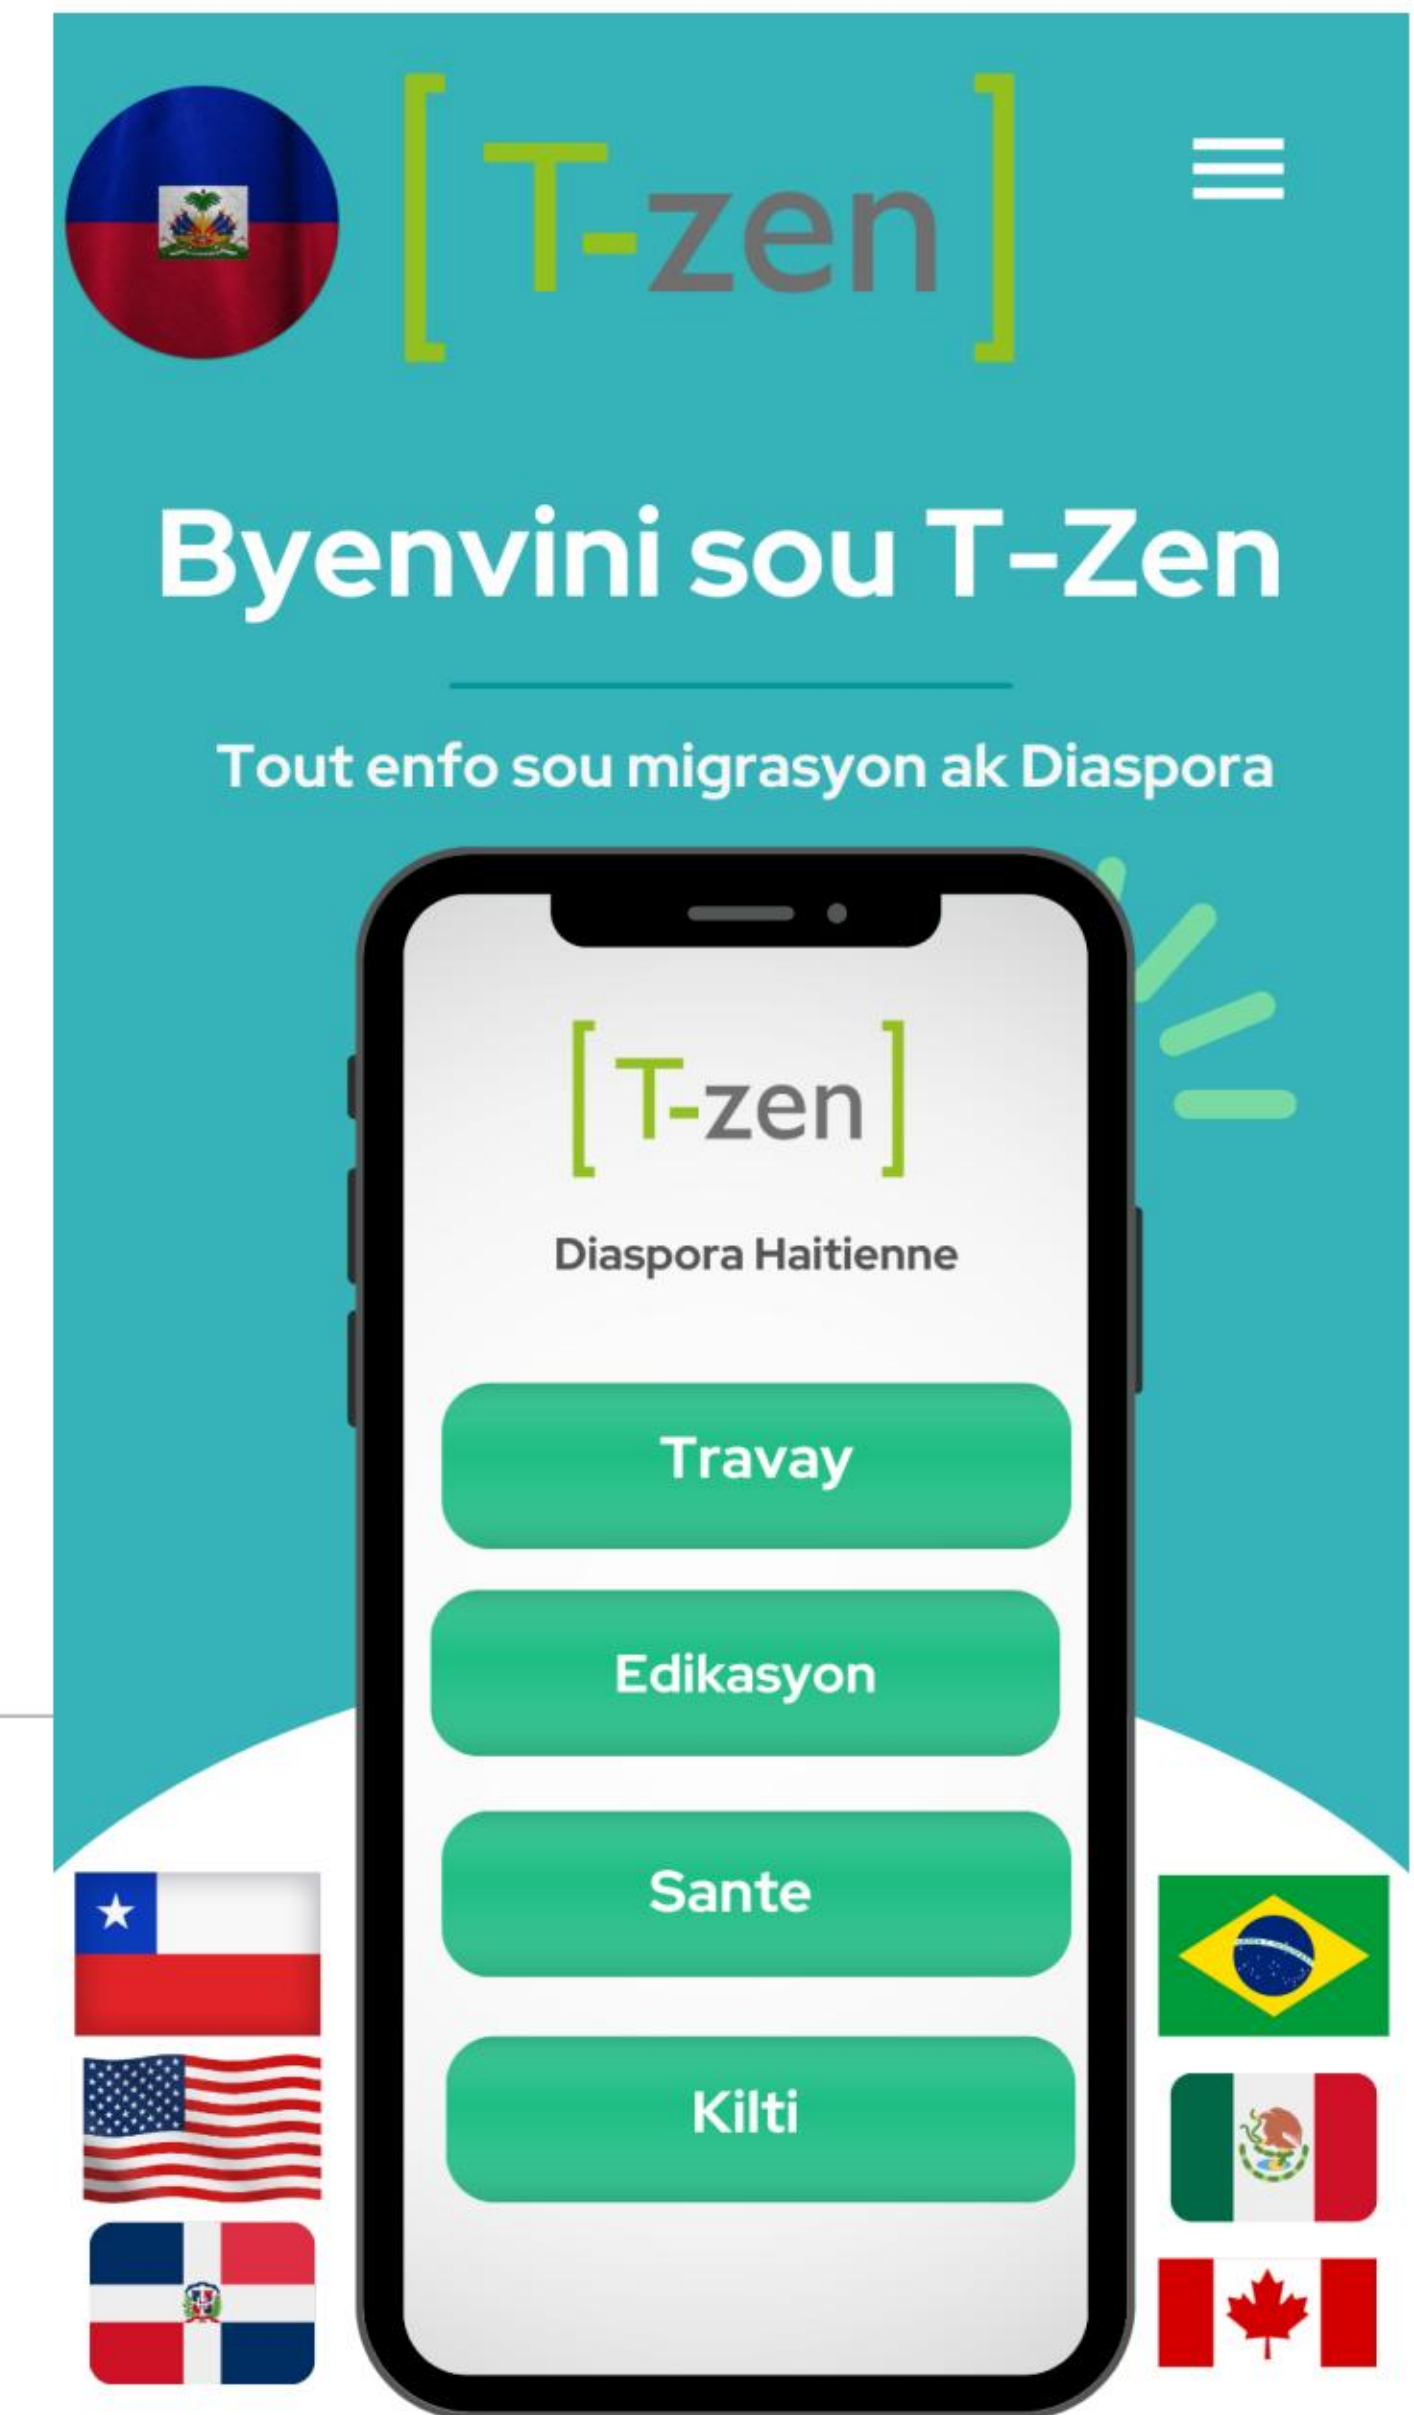 [T-zen]
Byenvini sou T-Zen
Tout enfo sou migrasyon ak Diaspora
[T-zen]
Diaspora Haitienne
Travay
Edikasyon
Sante
Kilti